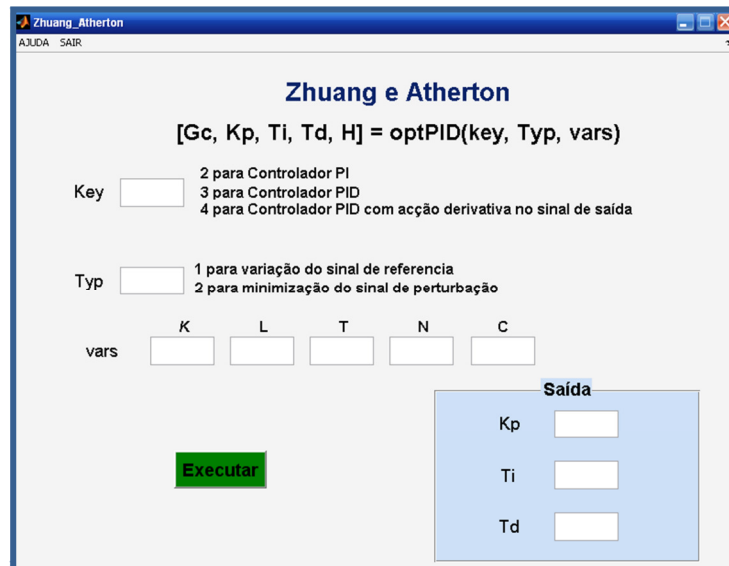 Zhuang_Atherton
AJUDA SAIR
Zhuang e Atherton
[Gc, Kp, Ti, Td, H] = optPID(key, Typ, vars)
2 para Controlador PI
Key
3 para Controlador PID
4 para Controlador PID com acção derivativa no sinal de saída
Typ
1 para variação do sinal de referencia
2 para minimização do sinal de perturbação
K L T N C
vars
Saída
Kp
Executar
Ti
Td